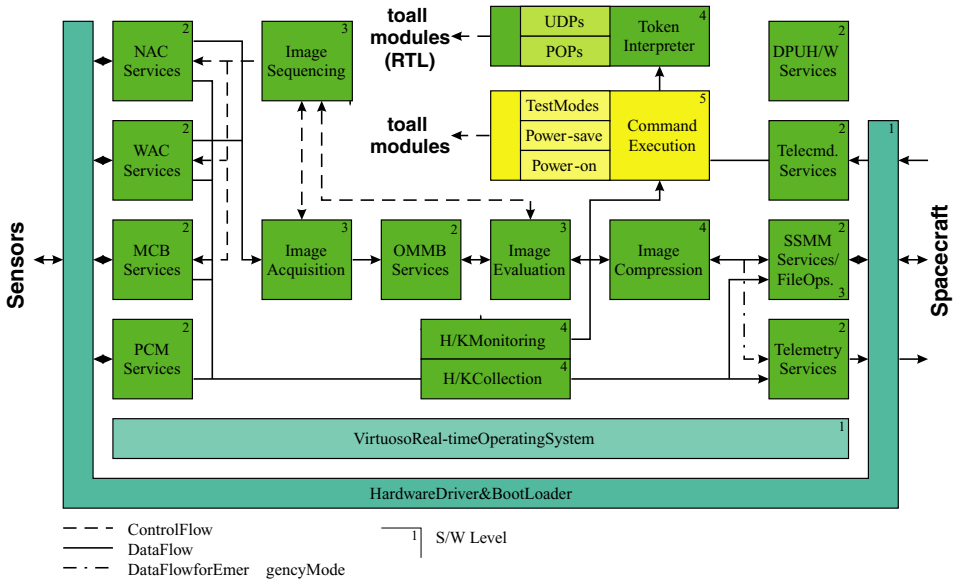 2
NAC
Services
3
Image
Sequencing
toall
modules
(RTL)
UDPs
POPs
4
Token
Interpreter
2
DPUH/W
Services
2
WAC
Services
toall
modules
TestModes
Power-save
Power-on
5
Command
Execution
2
Telecmd.
Services
1
Sensors
2
MCB
Services
3
Image
Acquisition
2
OMMB
Services
3
Image
Evaluation
4
Image
Compression
2
SSMM
Services/
FileOps.
3
Spacecraft
2
PCM
Services
4
H/KMonitoring
4
H/KCollection
2
Telemetry
Services
1
VirtuosoReal-timeOperatingSystem
HardwareDriver&BootLoader
ControlFlow
DataFlow
DataFlowforEmer gencyMode
1
S/W Level